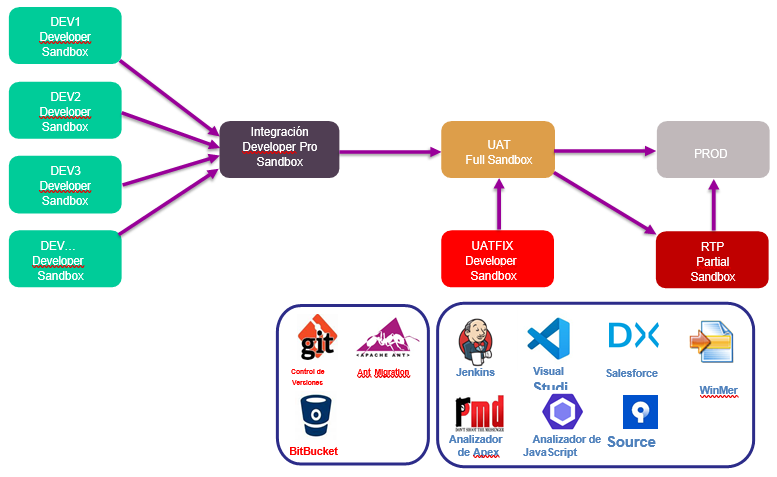 DEV1
Developer
Sandbox
DEV2
Developer
Sandbox
DEV3
Developer
Sandbox
DEV...
Developer
Sandbox
Integración
Developer Pro
Sandbox
UAT
Full Sandbox
PROD
UATFIX
Developer
Sandbox
RTP
Partial
Sandbox
git
Control de
Versiones
<APACHE ANT>
Ant Migration
BitBucket
Jenkins
Visual
Studi
DX
Salesforce
WinMer
Pmd
DON'T SHOOT THE MESSENGER
Analizador
de Apex
Analizador de
JavaScript
Source